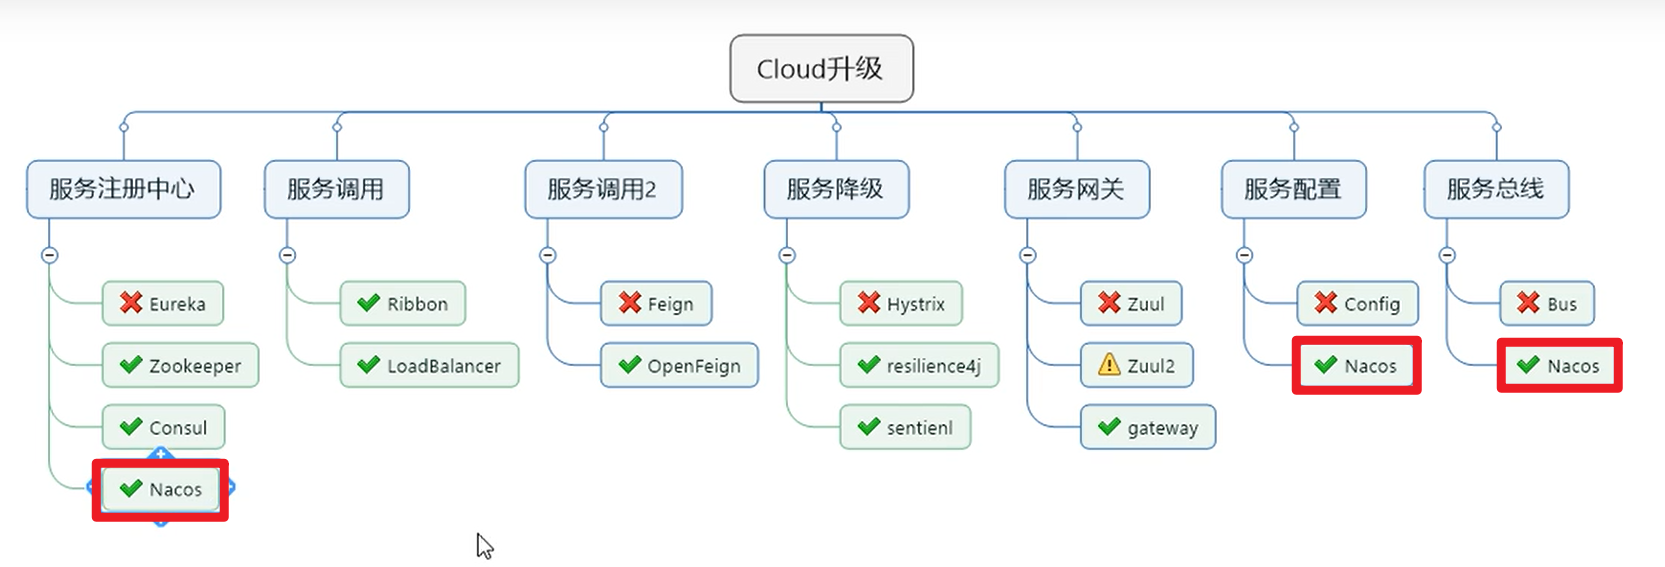 Cloud升级
服务注册中心
服务调用
服务调用2
服务降级
服务网关
服务配置
服务总线
Eureka
Zookeeper
Consul
Nacos
Ribbon
LoadBalancer
Feign
OpenFeign
Hystrix
resilience4j
sentienl
Zuul
Zuul2
gateway
Config
Nacos
Bus
Nacos